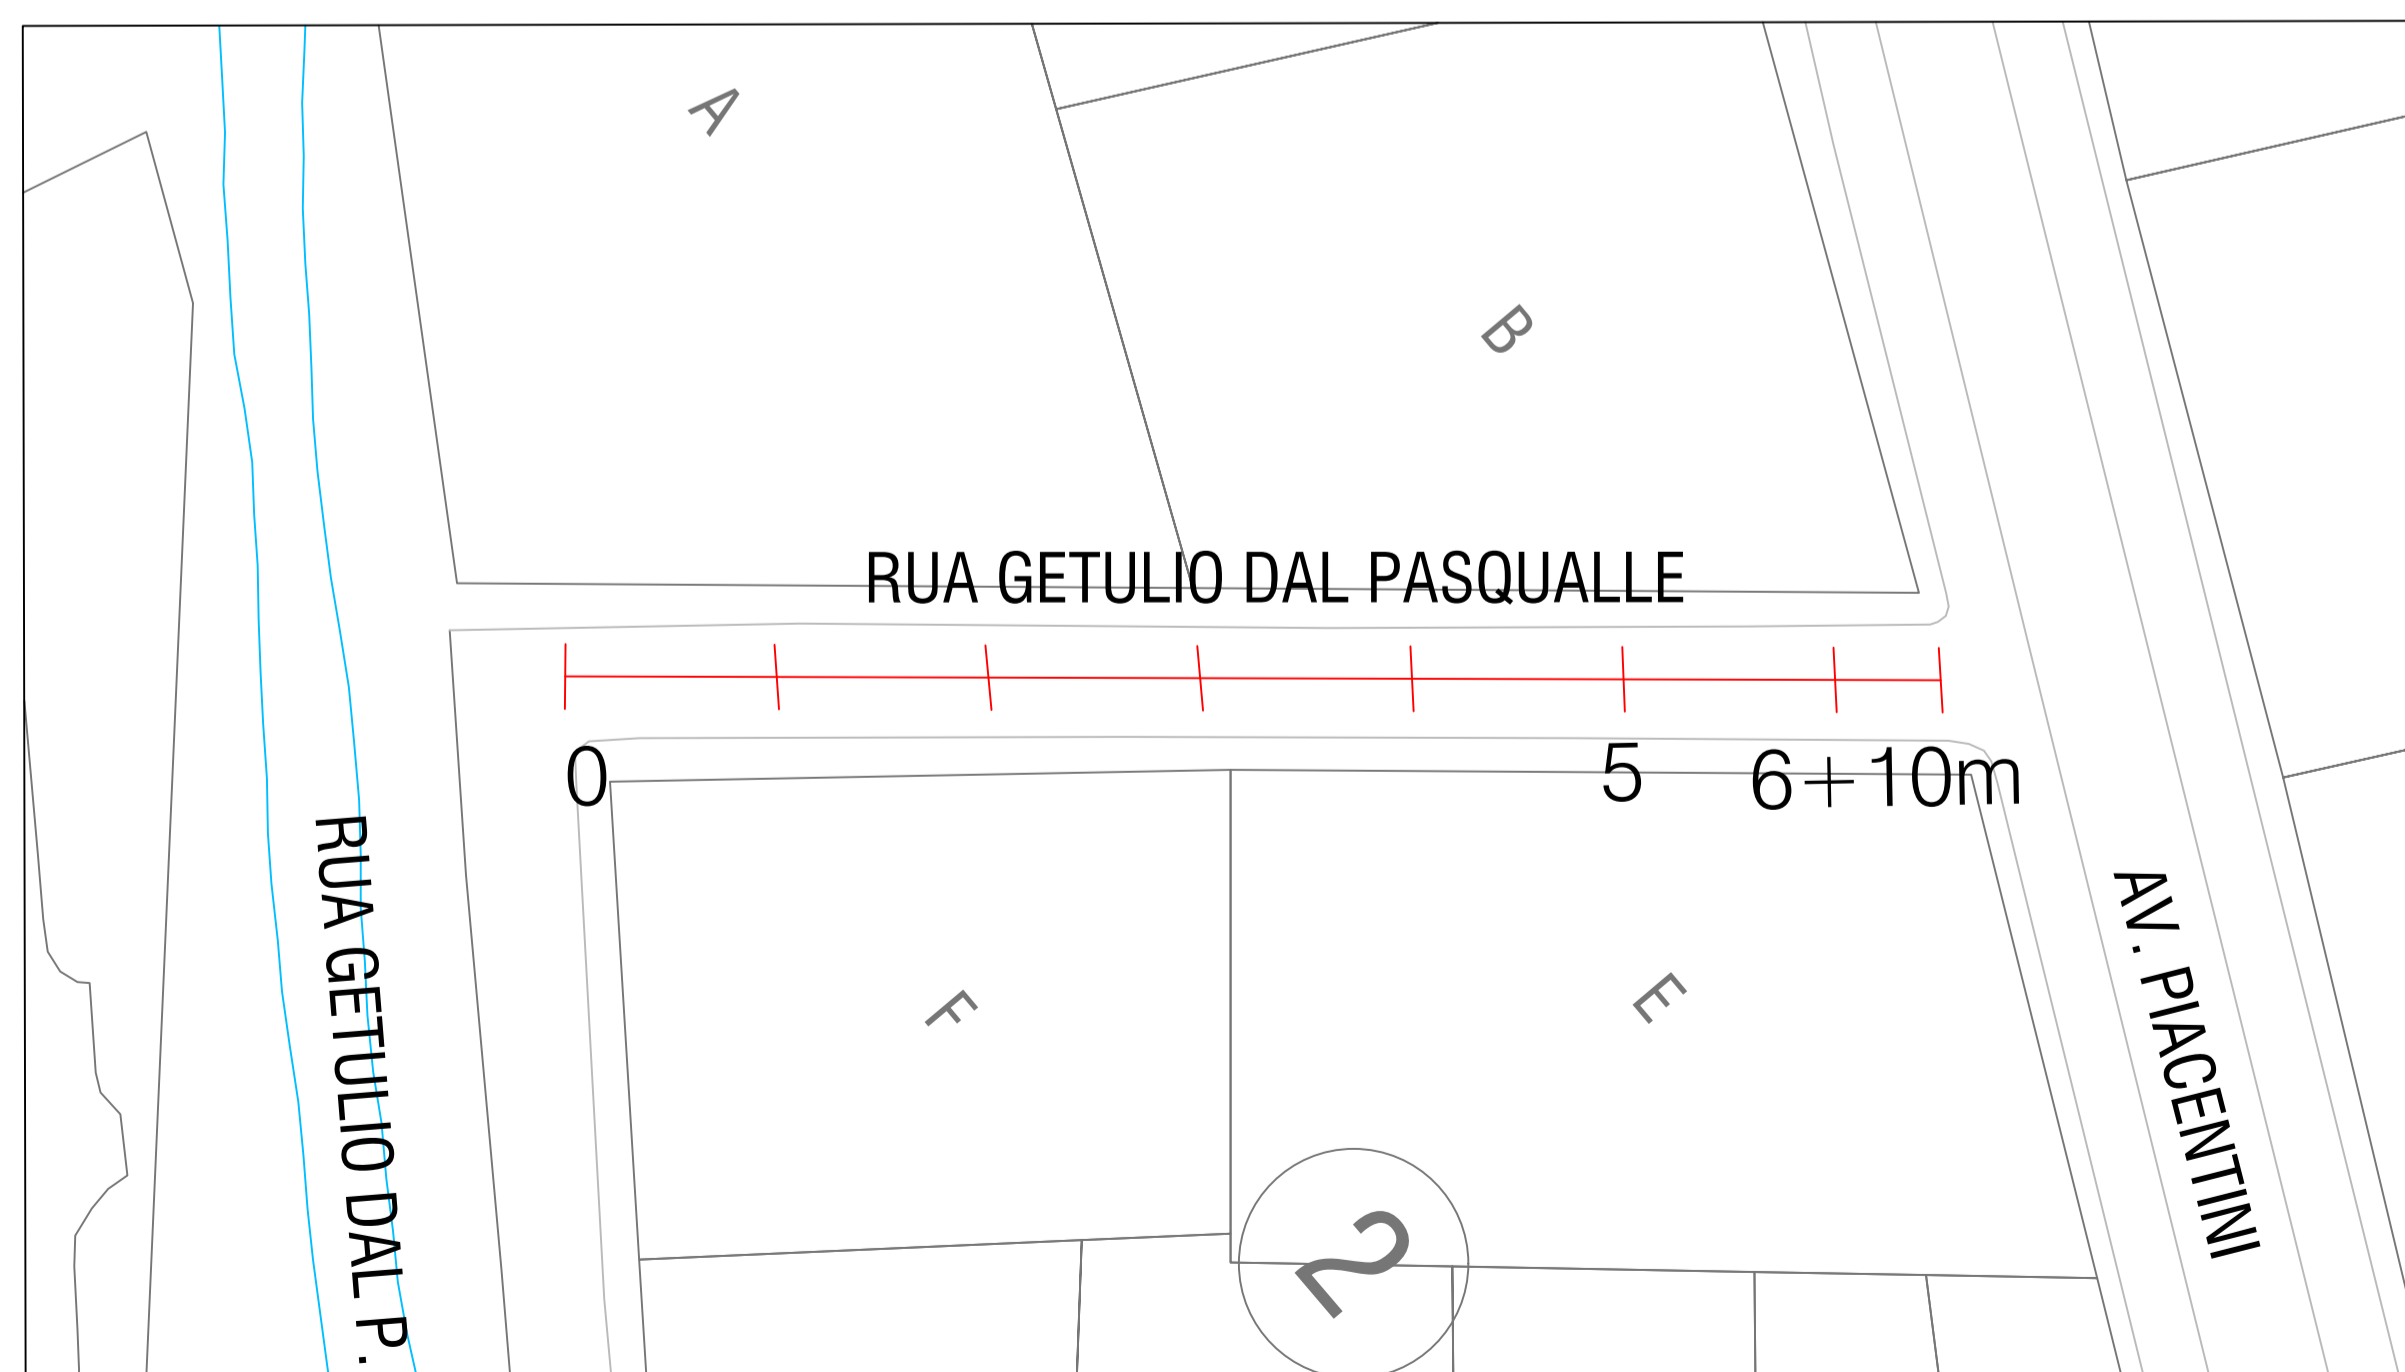 A
B
RUA GETULIO DAL PASQUALLE
0
5
6+10m
RUA GETULIO DAL P.
AV. PIACENTINI
F
E
2